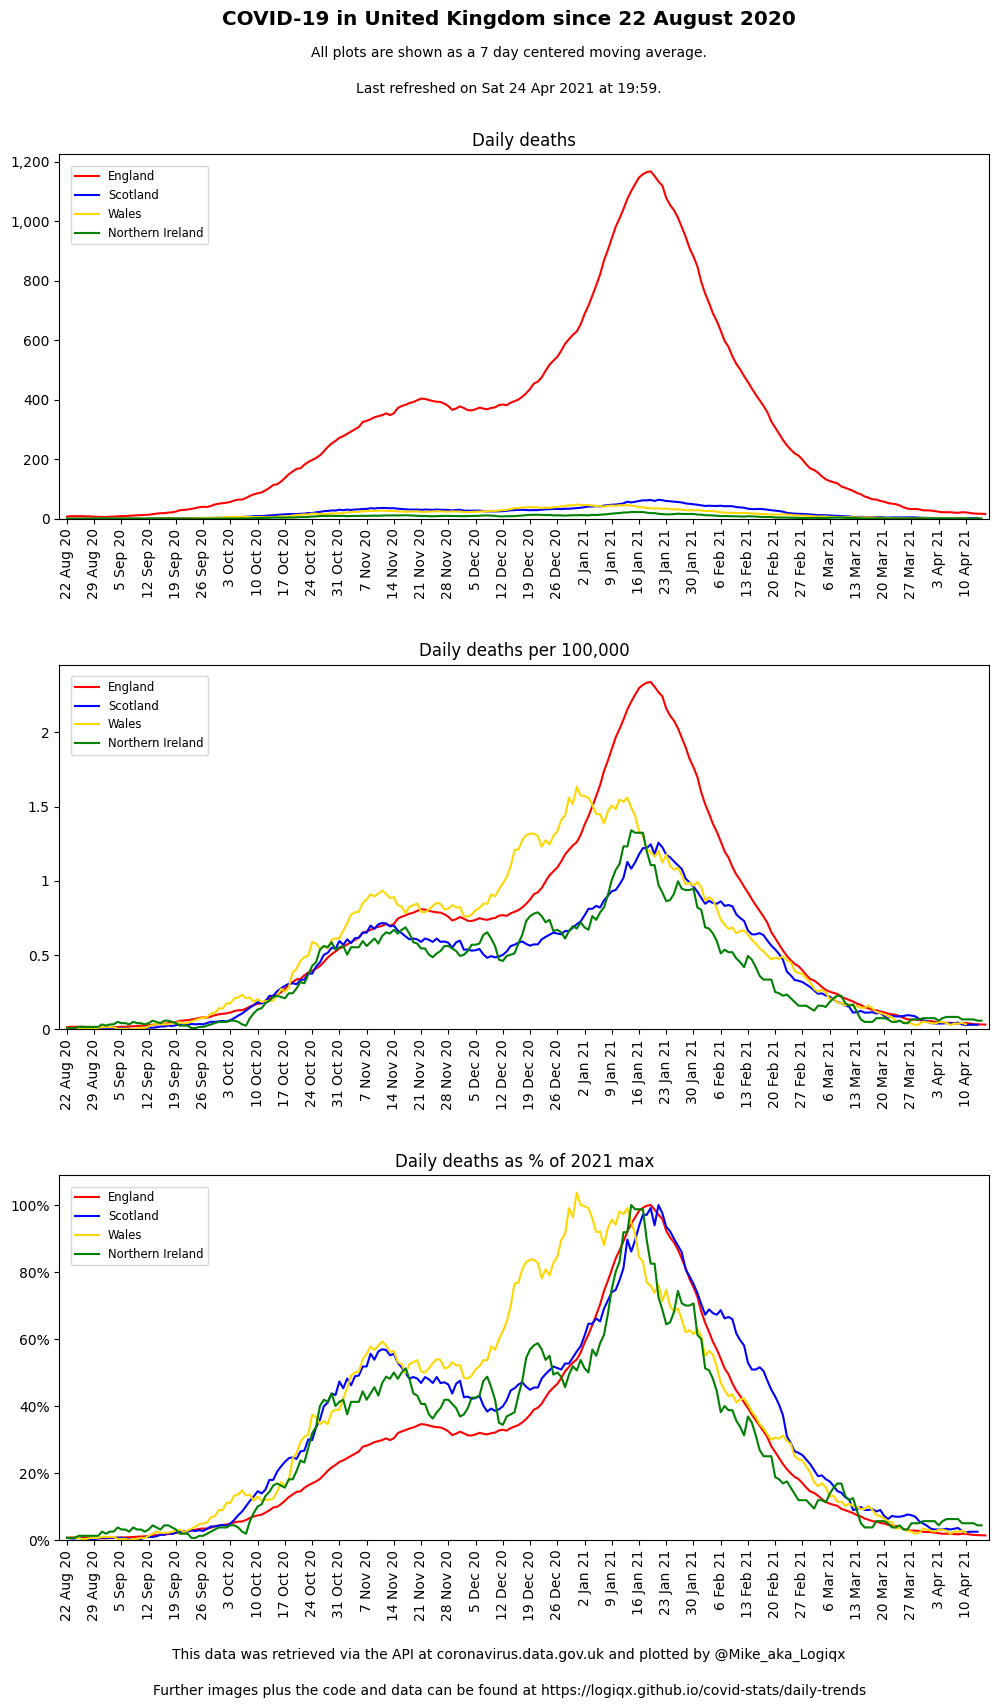 COVID-19 in United Kingdom since 22 August 2020
All plots are shown as a 7 day centered moving average.
Last refreshed on Sat 24 Apr 2021 at 19:59.
Daily deaths
1,200
1,000
800
600
400
200
0
England
Scotland
Wales
Northern Ireland
22 Aug 20
29 Aug 20
5 Sep 20
12 Sep 20
19 Sep 20
26 Sep 20
3 Oct 20
10 Oct 20
17 Oct 20
24 Oct 20
31 Oct 20
7 Nov 20
14 Nov 20
21 Nov 20
28 Nov 20
5 Dec 20
12 Dec 20
19 Dec 20
26 Dec 20
2 Jan 21
9 Jan 21
16 Jan 21
23 Jan 21
30 Jan 21
6 Feb 21
13 Feb 21
20 Feb 21
27 Feb 21
6 Mar 21
13 Mar 21
20 Mar 21
27 Mar 21
3 Apr 21
10 Apr 21
Daily deaths per 100,000
2
1.5
1
0.5
0
England
Scotland
Wales
Northern Ireland
22 Aug 20
29 Aug 20
5 Sep 20
12 Sep 20
19 Sep 20
26 Sep 20
3 Oct 20
10 Oct 20
17 Oct 20
24 Oct 20
31 Oct 20
7 Nov 20
14 Nov 20
21 Nov 20
28 Nov 20
5 Dec 20
12 Dec 20
19 Dec 20
26 Dec 20
2 Jan 21
9 Jan 21
16 Jan 21
23 Jan 21
30 Jan 21
6 Feb 21
13 Feb 21
20 Feb 21
27 Feb 21
6 Mar 21
13 Mar 21
20 Mar 21
27 Mar 21
3 Apr 21
10 Apr 21
Daily deaths as % of 2021 max
100%
80%
60%
40%
20%
0%
England
Scotland
Wales
Northern Ireland
22 Aug 20
29 Aug 20
5 Sep 20
12 Sep 20
19 Sep 20
26 Sep 20
3 Oct 20
10 Oct 20
17 Oct 20
24 Oct 20
31 Oct 20
7 Nov 20
14 Nov 20
21 Nov 20
28 Nov 20
5 Dec 20
12 Dec 20
19 Dec 20
26 Dec 20
2 Jan 21
9 Jan 21
16 Jan 21
23 Jan 21
30 Jan 21
6 Feb 21
13 Feb 21
20 Feb 21
27 Feb 21
6 Mar 21
13 Mar 21
20 Mar 21
27 Mar 21
3 Apr 21
10 Apr 21
This data was retrieved via the API at coronavirus.data.gov.uk and plotted by @Mike_aka_Logiqx
Further images plus the code and data can be found at https://logiqx.github.io/covid-stats/daily-trends